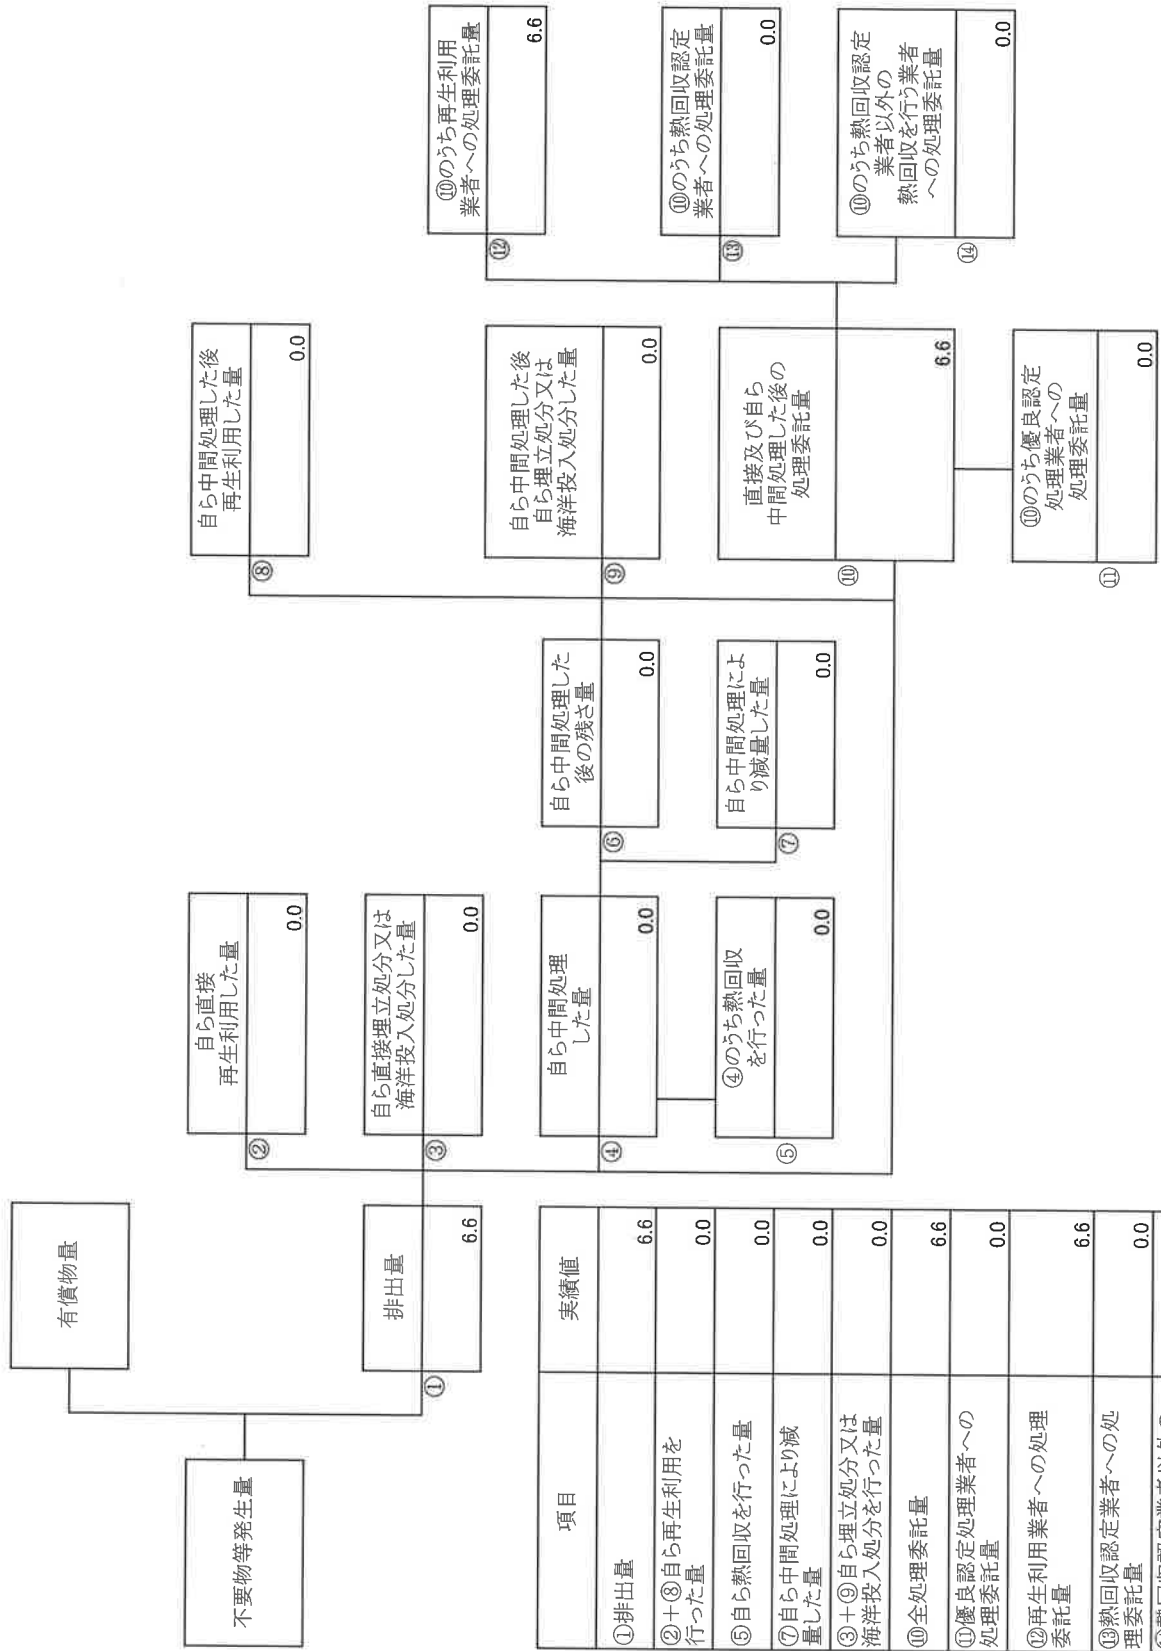 不要物等発生量
有償物量
排出量
①
6.6
自ら直接
再生利用した量
②
0.0
自ら直接埋立処分又は
海洋投入処分した量
③
0.0
自ら中間処理
した量
④
0.0
④のうち熱回収
を行った量
⑤
0.0
自ら中間処理した
後の残さ量
⑥
0.0
自ら中間処理によ
り減量した量
⑦
0.0
自ら中間処理した後
再生利用した量
⑧
0.0
自ら中間処理した後
自ら埋立処分又は
海洋投入処分した量
⑨
0.0
直接及び自ら
中間処理した後の
処理委託量
⑩
6.6
⑩のうち優良認定
処理業者への
処理委託量
⑪
0.0
⑩のうち再生利用
業者への処理委託量
⑫
6.6
⑩のうち熱回収認定
業者への処理委託量
⑬
0.0
⑩のうち熱回収認定
業者以外の
熱回収を行う業者
への処理委託量
⑭
0.0
項目 実績値
①排出量 6.6
②+⑧自ら再生利用を
行った量 0.0
⑤自ら熱回収を行った量 0.0
⑦自ら中間処理により減
量した量 0.0
③+⑨自ら埋立処分又は
海洋投入処分を行った量 0.0
⑩全処理委託量 6.6
⑪優良認定処理業者への
処理委託量 0.0
⑫再生利用業者への処理
委託量 6.6
⑬熱回収認定業者への処
理委託量 0.0